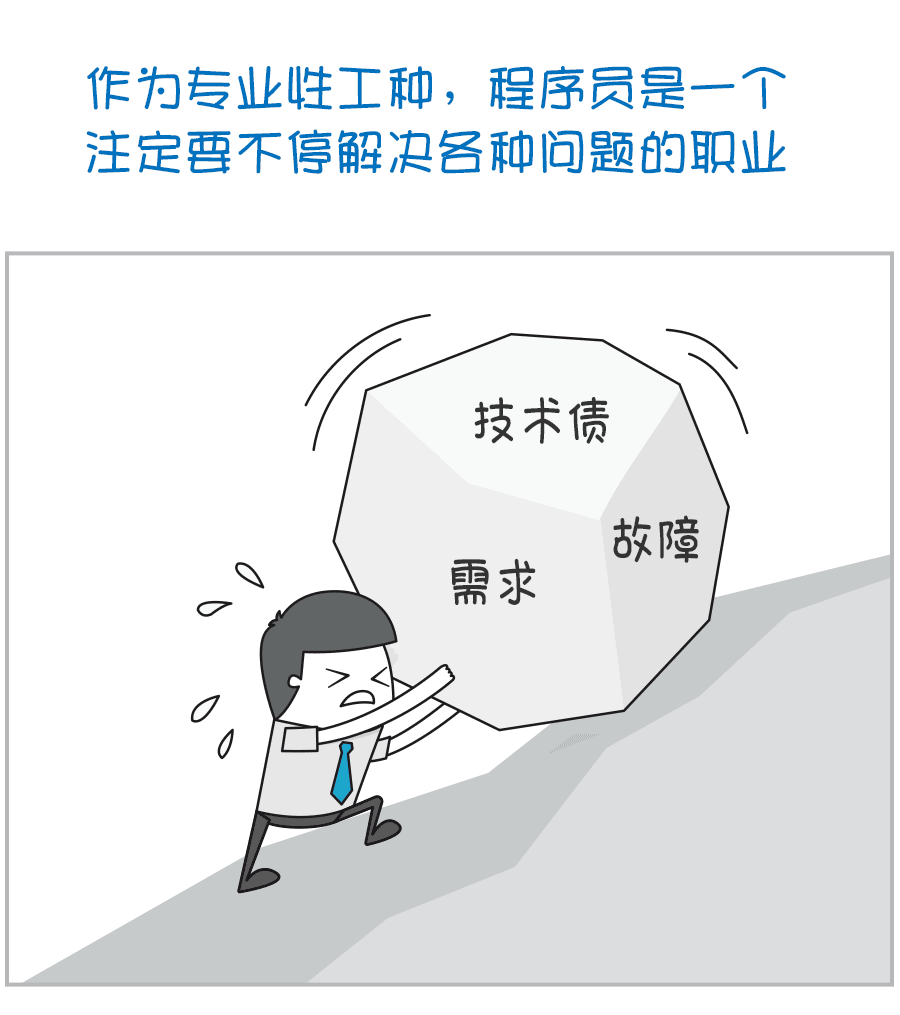 作为专业性工种，程序员是一个
注定要不停解决各种问题的职业
技术债
故障
需求